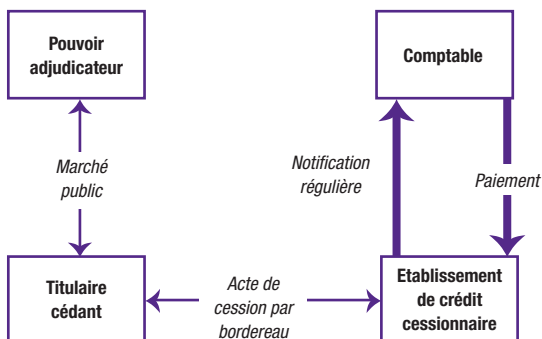 Pouvoir
adjudicateur
Comptable
Marché
public
Notification
régulière
Paiement
Titulaire
cédant
Acte de
cession par
bordereau
Etablissement
de crédit
cessionnaire